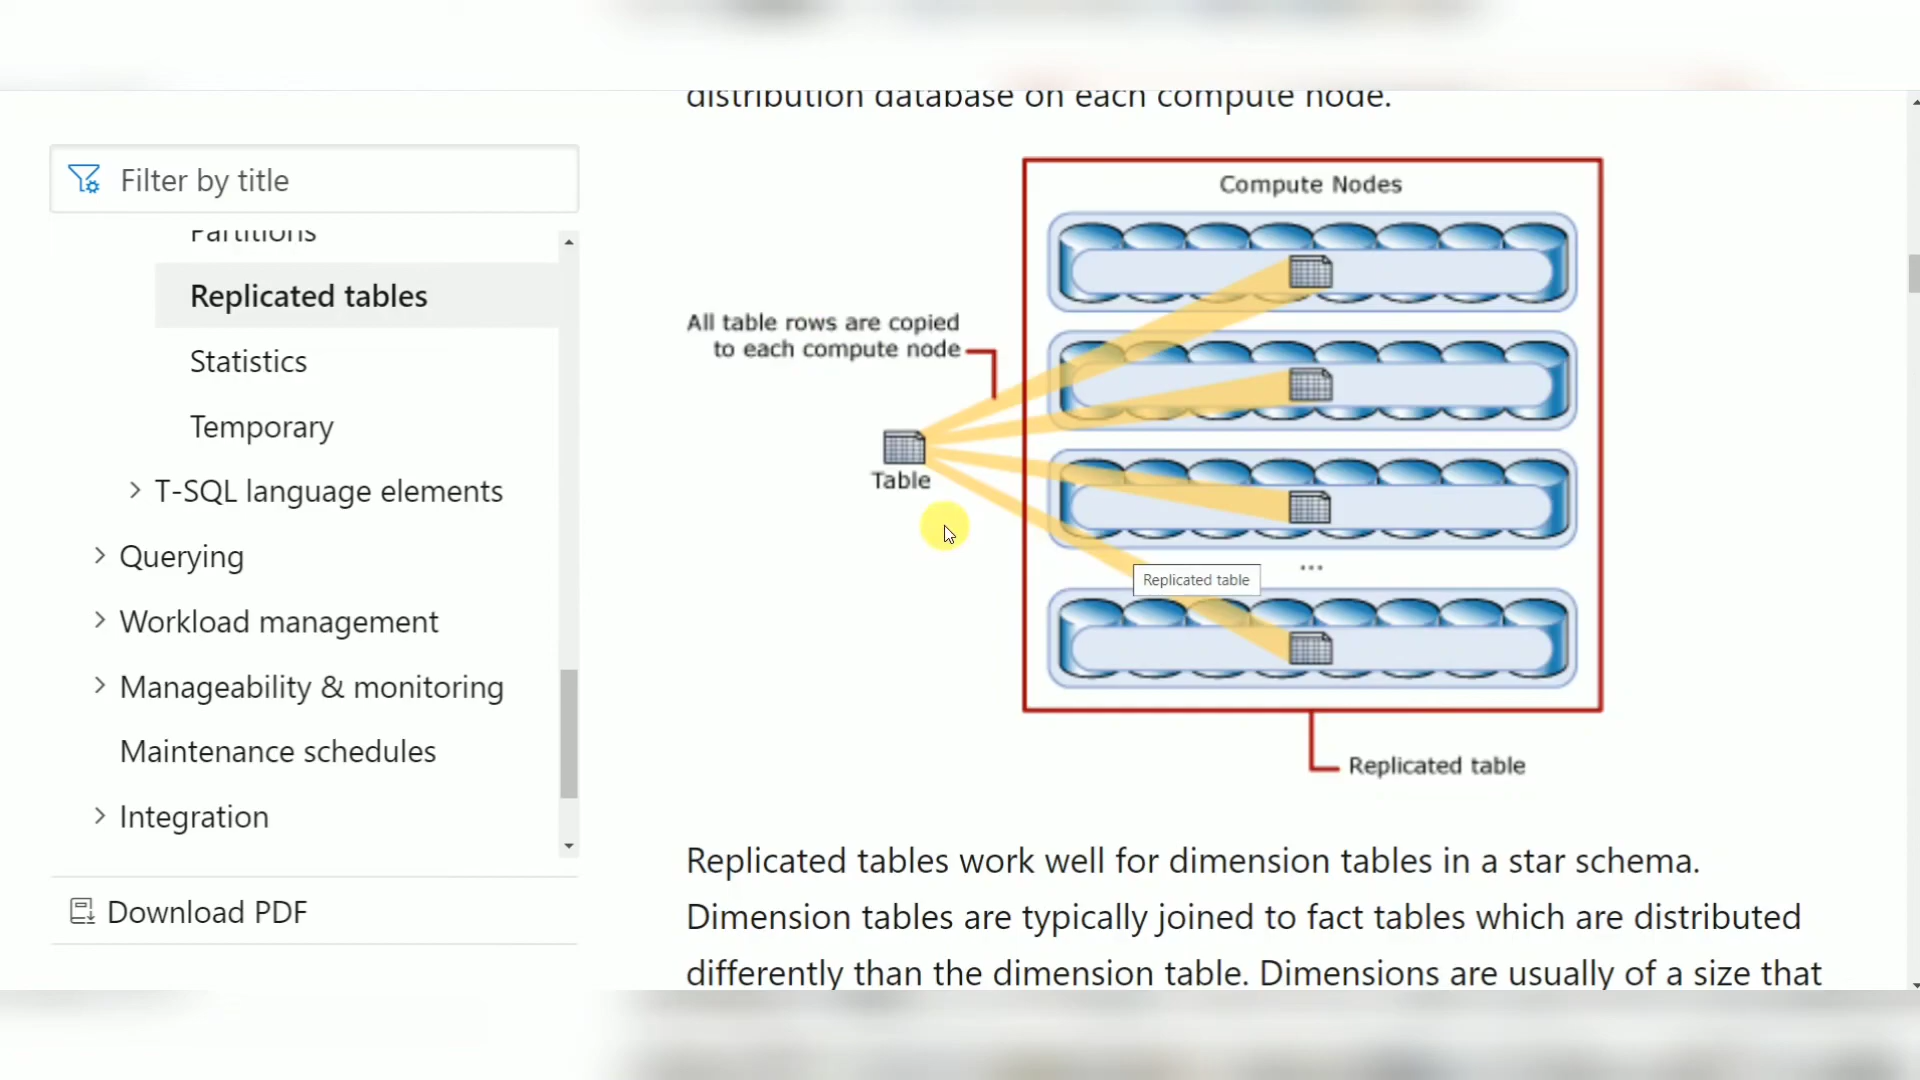 distribution database on each compute node.
Filter by title
Partitions
Replicated tables
Statistics
Temporary
T-SQL language elements
Querying
Workload management
Manageability & monitoring
Maintenance schedules
Integration
Download PDF
Compute Nodes
All table rows are copied
to each compute node
Table
Replicated table
...
Replicated table
Replicated tables work well for dimension tables in a star schema.
Dimension tables are typically joined to fact tables which are distributed
differently than the dimension table. Dimensions are usually of a size that